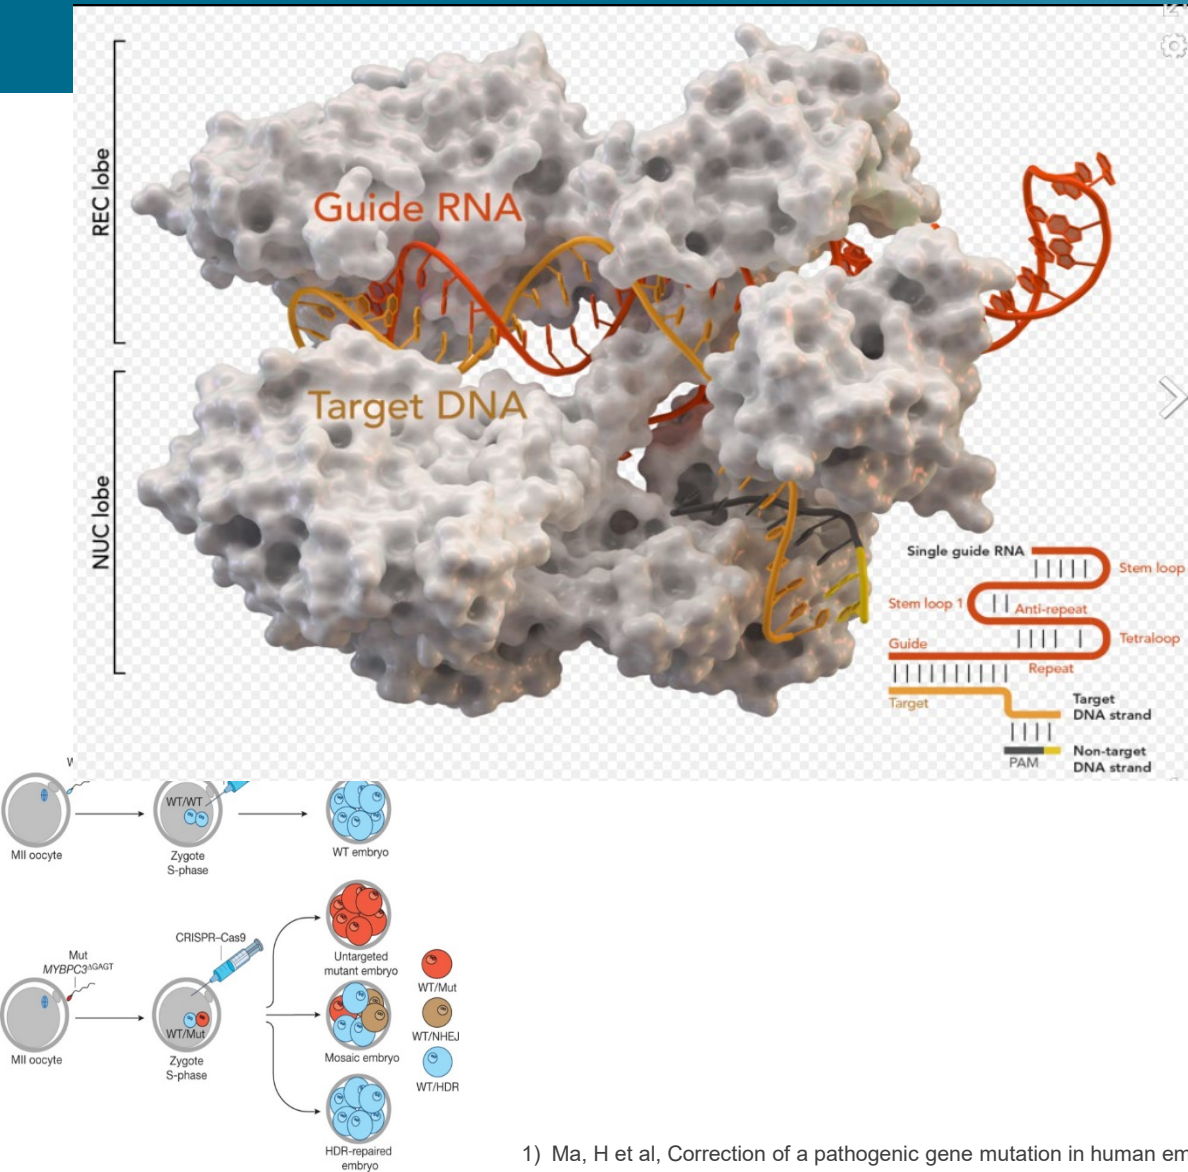 REC lobe
Guide RNA
Target DNA
NUC lobe
Single guide RNA
Stem loop
Stem loop 1
Anti-repeat
Guide
Tetraloop
Repeat
Target
Target
DNA strand
PAM
Non-target
DNA strand
WT/WT
MII oocyte
Zygote
S-phase
WT embryo
CRISPR–Cas9
Mut
MYBPC3ΔGAGT
Untargeted
mutant embryo
WT/Mut
WT/Mut
WT/NHEJ
MII oocyte
Zygote
S-phase
Mosaic embryo
WT/HDR
HDR-repaired
embryo
1) Ma, H et al, Correction of a pathogenic gene mutation in human em